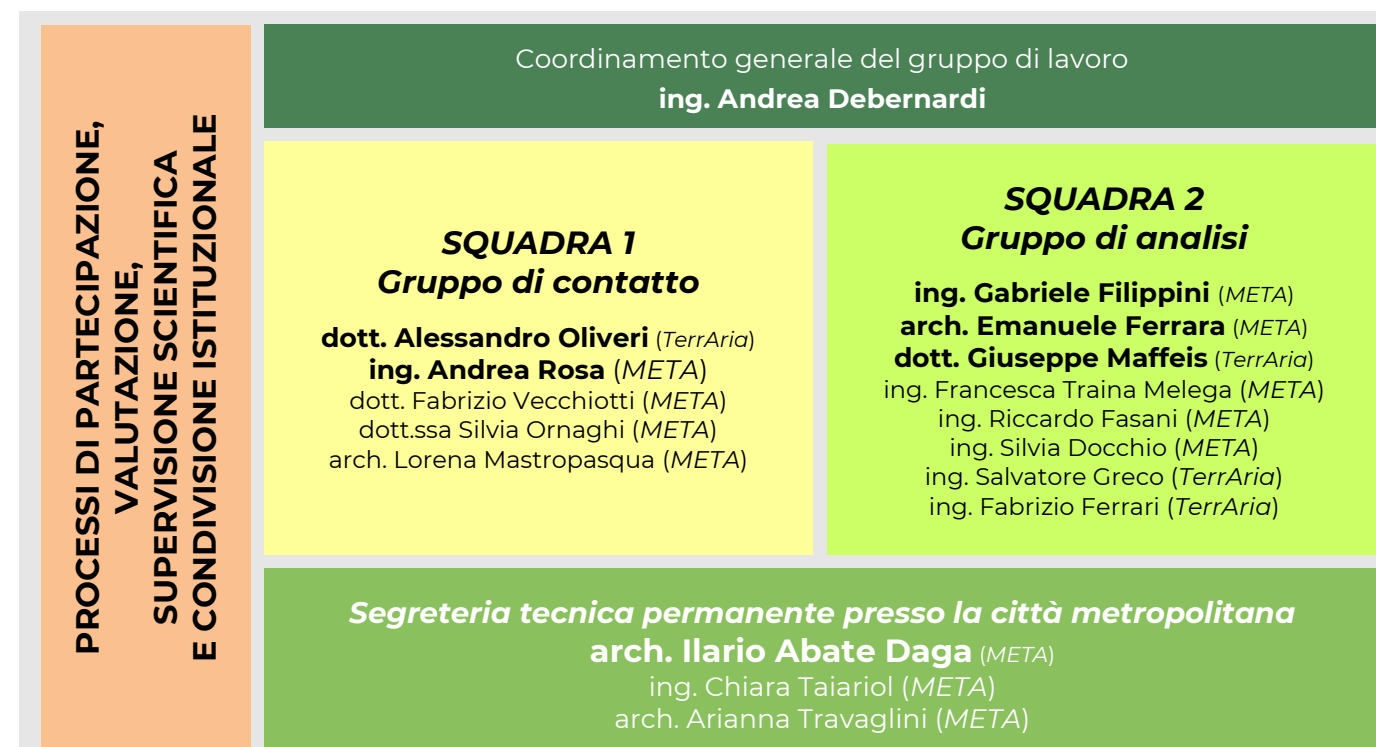 PROCESSI DI PARTECIPAZIONE,
VALUTAZIONE,
SUPERVISIONE SCIENTIFICA
E CONDIVISIONE ISTITUZIONALE
Coordinamento generale del gruppo di lavoro
ing. Andrea Debernardi
SQUADRA 1
Gruppo di contatto
dott. Alessandro Oliveri (TerrAria)
ing. Andrea Rosa (META)
dott. Fabrizio Vecchiotti (META)
dott.ssa Silvia Ornaghi (META)
arch. Lorena Mastropasqua (META)
SQUADRA 2
Gruppo di analisi
ing. Gabriele Filippini (META)
arch. Emanuele Ferrara (META)
dott. Giuseppe Maffeis (TerrAria)
ing. Francesca Traina Melega (META)
ing. Riccardo Fasani (META)
ing. Silvia Docchio (META)
ing. Salvatore Greco (TerrAria)
ing. Fabrizio Ferrari (TerrAria)
Segreteria tecnica permanente presso la città metropolitana
arch. Ilario Abate Daga (META)
ing. Chiara Taiariol (META)
arch. Arianna Travaglini (META)